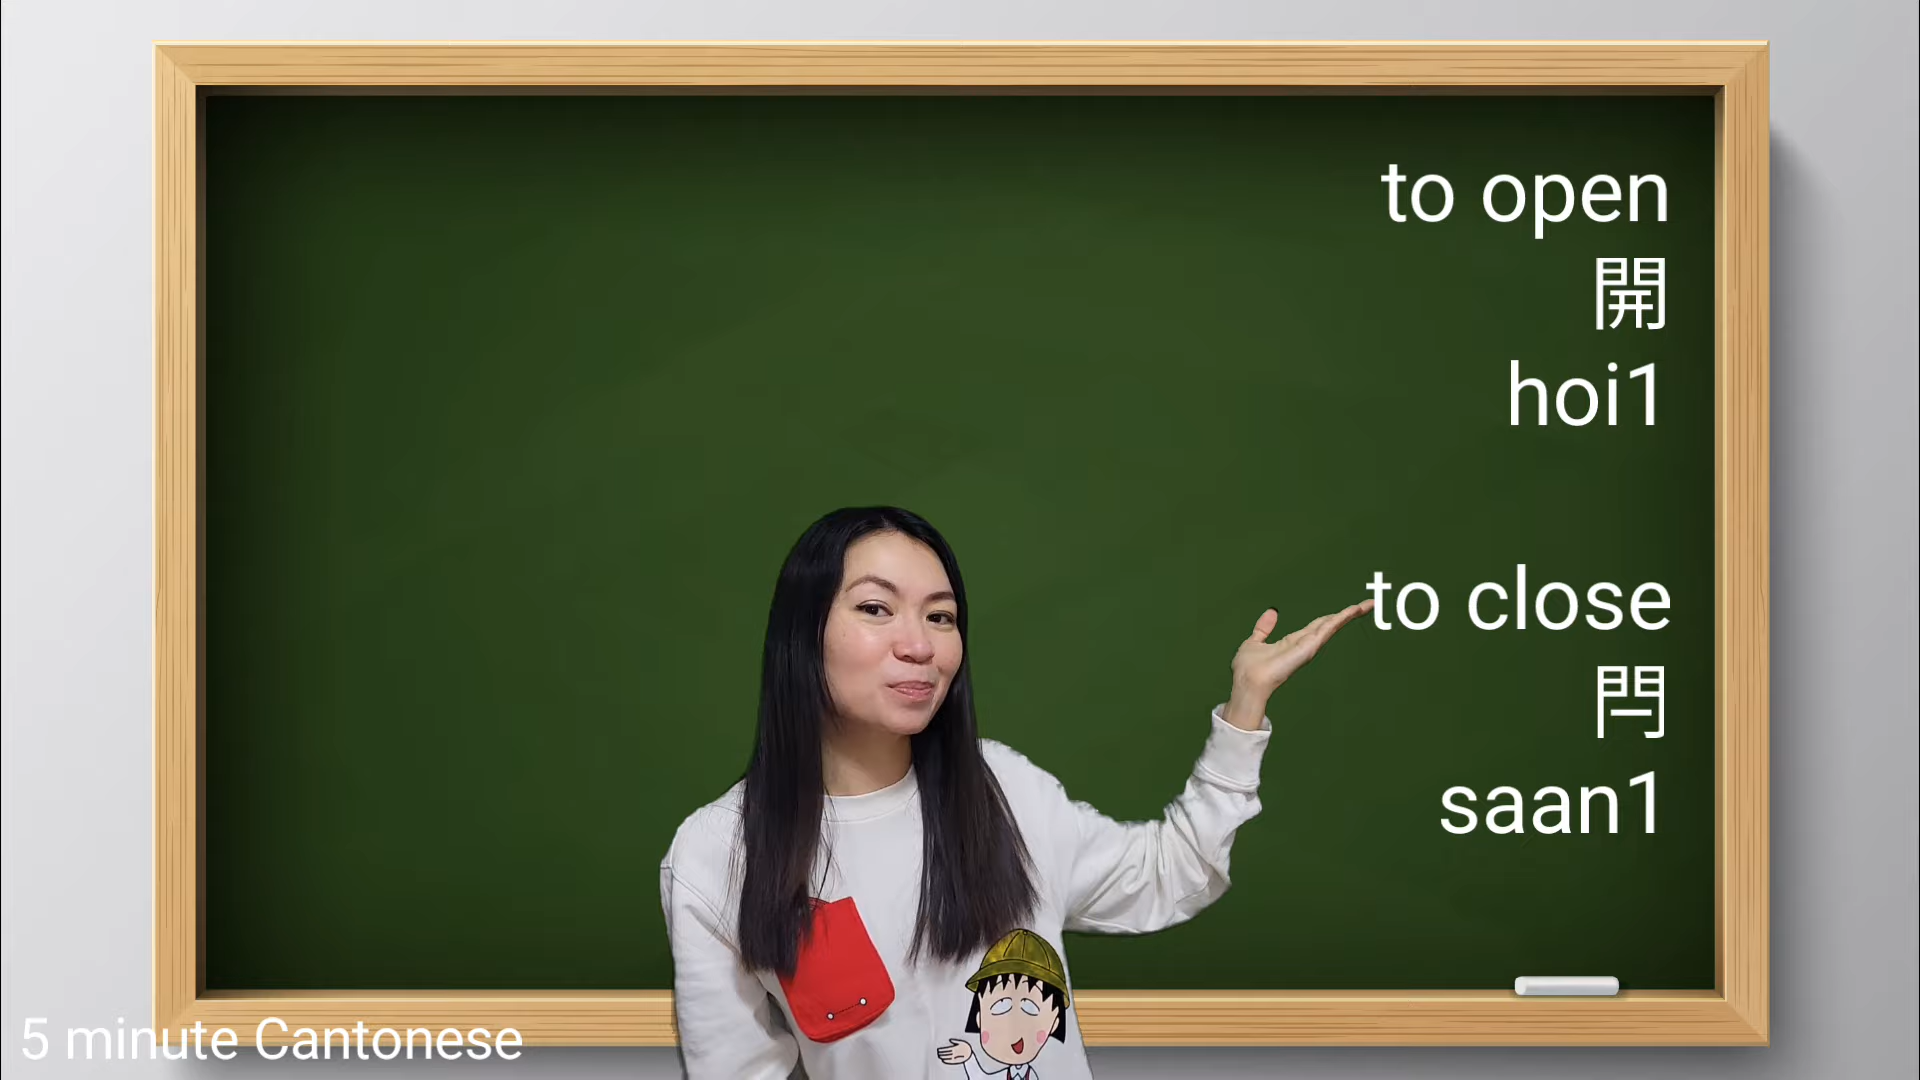 to open
開
hoi1
to close
閂
saan1
5 minute Cantonese